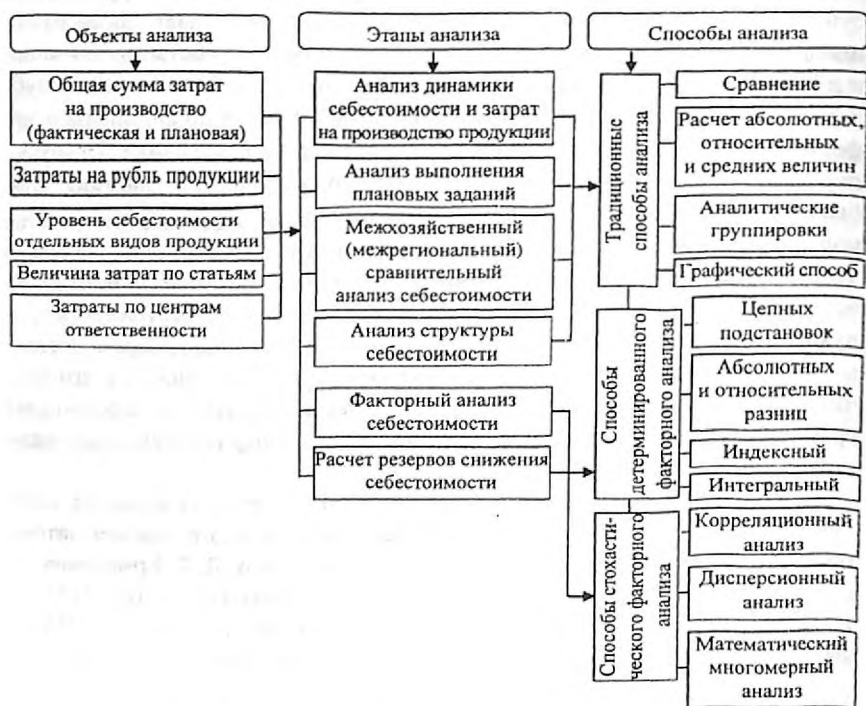 Объекты анализа
Общая сумма затрат
на производство
(фактическая и плановая)
Затраты на рубль продукции
Уровень себестоимости
отдельных видов продукции
Величина затрат по статьям
Затраты по центрам
ответственности
Этапы анализа
Анализ динамики
себестоимости и затрат
на производство продукции
Анализ выполнения
плановых заданий
Межхозяйственный
(межрегиональный)
сравнительный
анализ себестоимости
Анализ структуры
себестоимости
Факторный анализ
себестоимости
Расчет резервов снижения
себестоимости
Способы анализа
Традиционные
способы анализа
Сравнение
Расчет абсолютных,
относительных
и средних величин
Аналитические
группировки
Графический способ
Способы
детерминированного
факторного анализа
Цепных
подстановок
Абсолютных
и относительных
разниц
Индексный
Интегральный
Способы стохасти-
ческого факторного
анализа
Корреляционный
анализ
Дисперсионный
анализ
Математический
многомерный
анализ